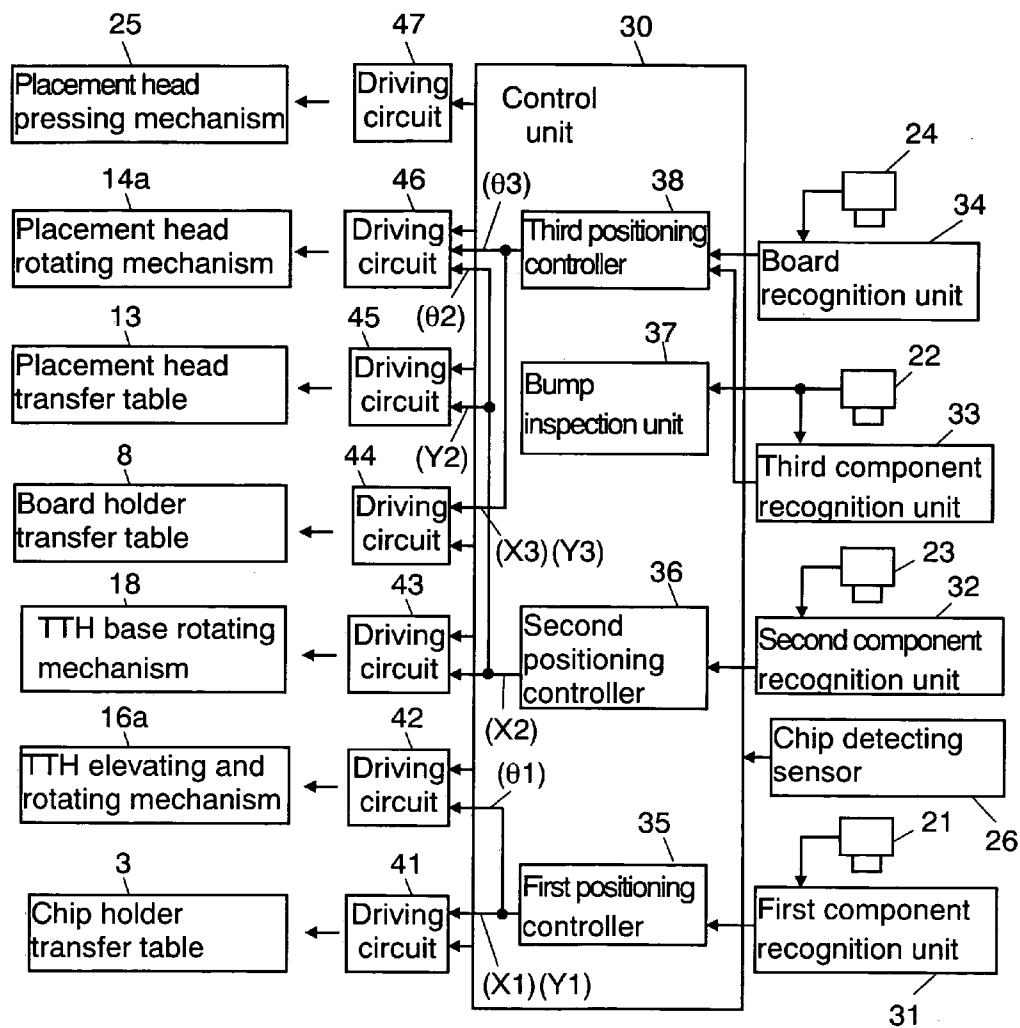 25
47
30
Placement head
pressing mechanism
Driving
circuit
Control
unit
24
14a
46
(θ3)
38
34
Placement head
rotating mechanism
Driving
circuit
Third positioning
controller
Board
recognition unit
(θ2)
13
45
37
22
Placement head
transfer table
Driving
circuit
Bump
inspection unit
(Y2)
33
8
44
Third component
recognition unit
Board holder
transfer table
Driving
circuit
(X3) (Y3)
23
18
43
36
32
TTH base rotating
mechanism
Driving
circuit
Second
positioning
controller
Second component
recognition unit
(X2)
16a
42
Chip detecting
sensor
TTH elevating and
rotating mechanism
Driving
circuit
(θ1)
26
21
3
41
35
Chip holder
transfer table
Driving
circuit
First positioning
controller
First component
recognition unit
(X1) (Y1)
31